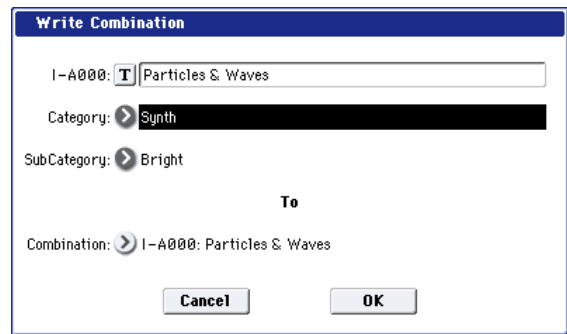 Write Combination
I-A000: T Particles & Waves
Category: Synth
SubCategory: Bright
To
Combination: I-A000: Particles & Waves
Cancel OK